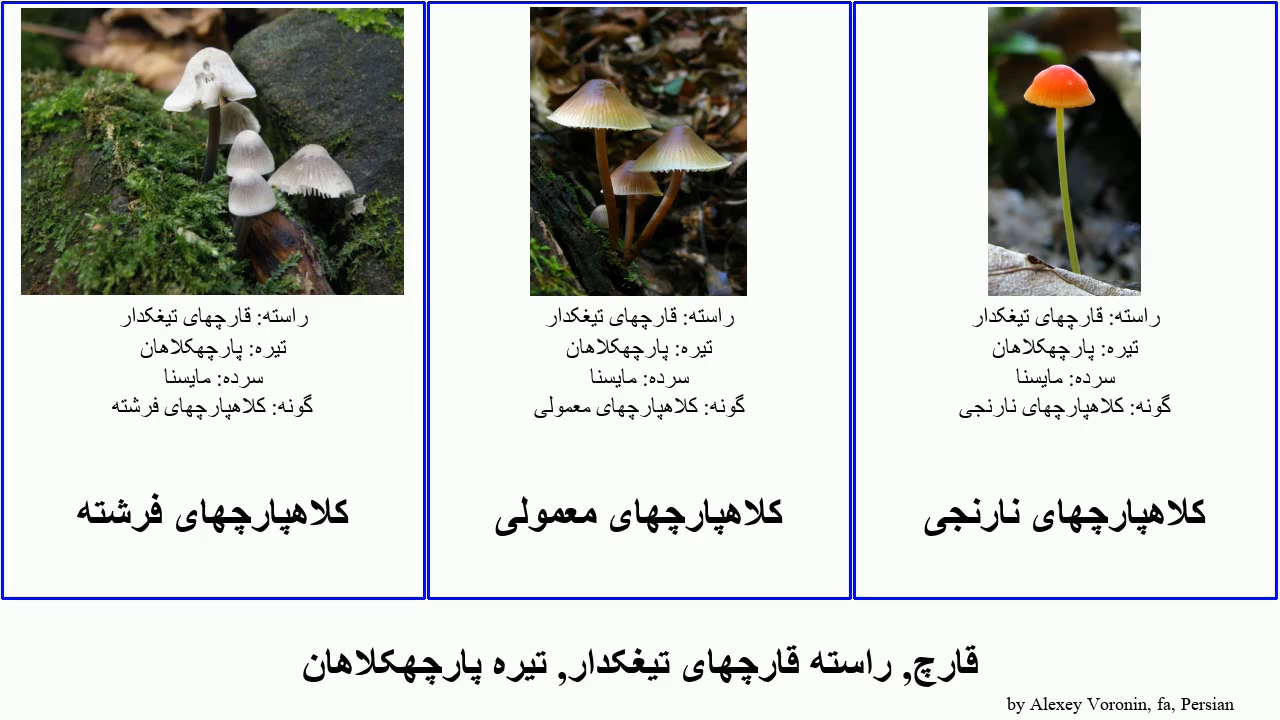 راسته: قارچهای تیغکدار
تیره: پارچهکلاهان
سرده: مایسنا
گونه: کلاهپارچهای فرشته
کلاهپارچهای فرشته
راسته: قارچهای تیغکدار
تیره: پارچهکلاهان
سرده: مایسنا
گونه: کلاهپارچهای معمولی
کلاهپارچهای معمولی
راسته: قارچهای تیغکدار
تیره: پارچهکلاهان
سرده: مایسنا
گونه: کلاهپارچهای نارنجی
کلاهپارچهای نارنجی
قارچ, راسته قارچهای تیغکدار, تیره پارچهکلاهان
by Alexey Voronin, fa, Persian